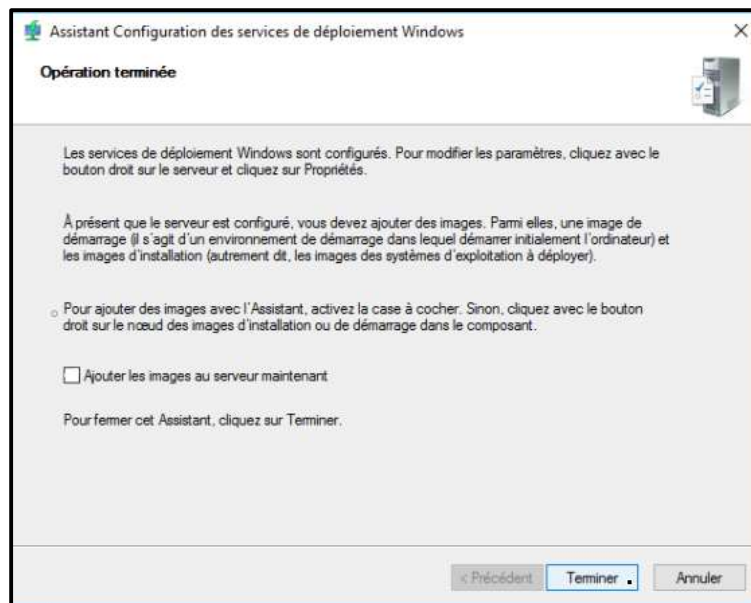 Assistant Configuration des services de déploiement Windows
Opération terminée
Les services de déploiement Windows sont configurés. Pour modifier les paramètres, cliquez avec le
bouton droit sur le serveur et cliquez sur Propriétés.
À présent que le serveur est configuré, vous devez ajouter des images. Parmi elles, une image de
démarrage (il s'agit d'un environnement de démarrage dans lequel démarrer initialement l'ordinateur) et
les images d'installation (autrement dit, les images des systèmes d'exploitation à déployer).
Pour ajouter des images avec l'Assistant, activez la case à cocher. Sinon, cliquez avec le bouton
droit sur le nœud des images d'installation ou de démarrage dans le composant.
Ajouter les images au serveur maintenant
Pour fermer cet Assistant, cliquez sur Terminer.
< Précédent Terminer Annuler